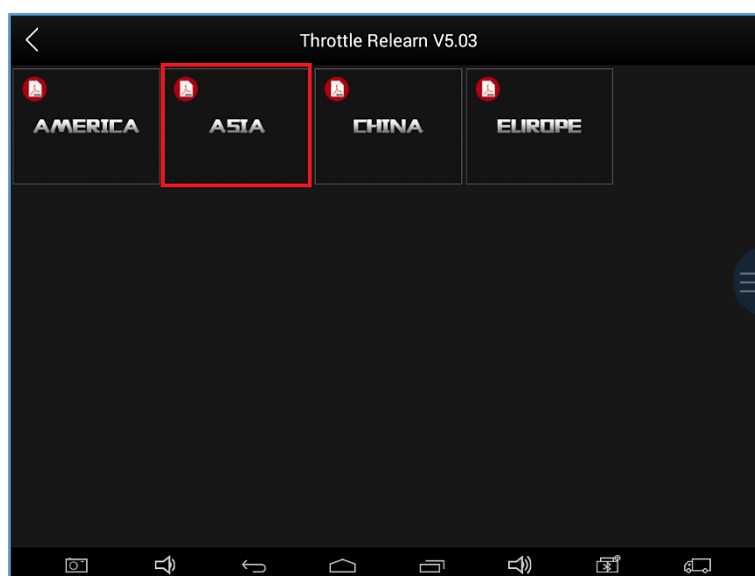 Throttle Relearn V5.03
AMERICA
ASIA
CHINA
EUROPE